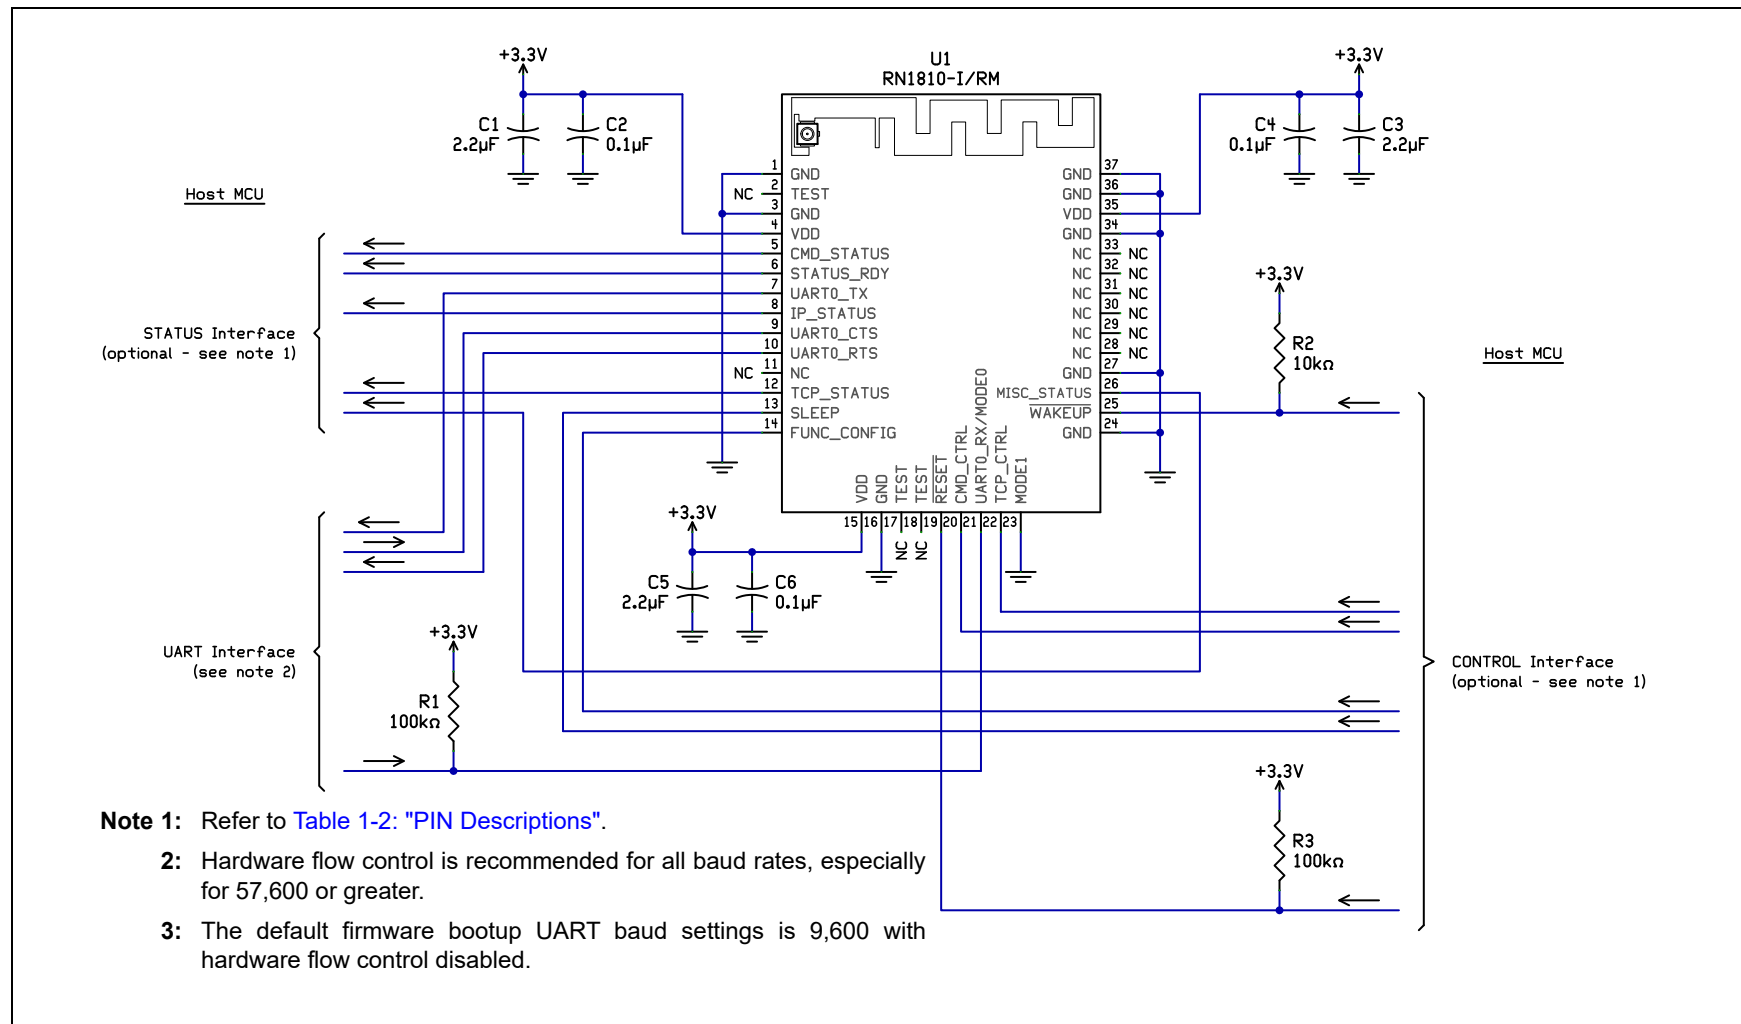 +3.3V
U1
RN1810-I/RM
+3.3V
C1
2.2µF
C2
0.1µF
C4
0.1µF
C3
2.2µF
Host MCU
1 GND
NC 2 TEST
3 GND
4 VDD
5 CMD_STATUS
6 STATUS_RDY
7 UART0_TX
8 IP_STATUS
9 UART0_CTS
10 UART0_RTS
NC 11 NC
12 TCP_STATUS
13 SLEEP
14 FUNC_CONFIG
GND 37
GND 36
VDD 35
GND 34
NC 33 NC
NC 32 NC
NC 31 NC
NC 30 NC
NC 29 NC
NC 28 NC
GND 27
MISC_STATUS 26
WAKEUP 25
GND 24
VDD
GND
TEST
TEST
RESET
CMD_CTRL
UART0_RX/MODE0
TCP_CTRL
MODE1
15 16 17 18 19 20 21 22 23
NC
NC
STATUS Interface
(optional - see note 1)
+3.3V
R2
10kΩ
Host MCU
+3.3V
C5
2.2µF
C6
0.1µF
UART Interface
(see note 2)
+3.3V
R1
100kΩ
CONTROL Interface
(optional - see note 1)
+3.3V
R3
100kΩ
Note 1: Refer to Table 1-2: "PIN Descriptions".
2: Hardware flow control is recommended for all baud rates, especially
for 57,600 or greater.
3: The default firmware bootup UART baud settings is 9,600 with
hardware flow control disabled.